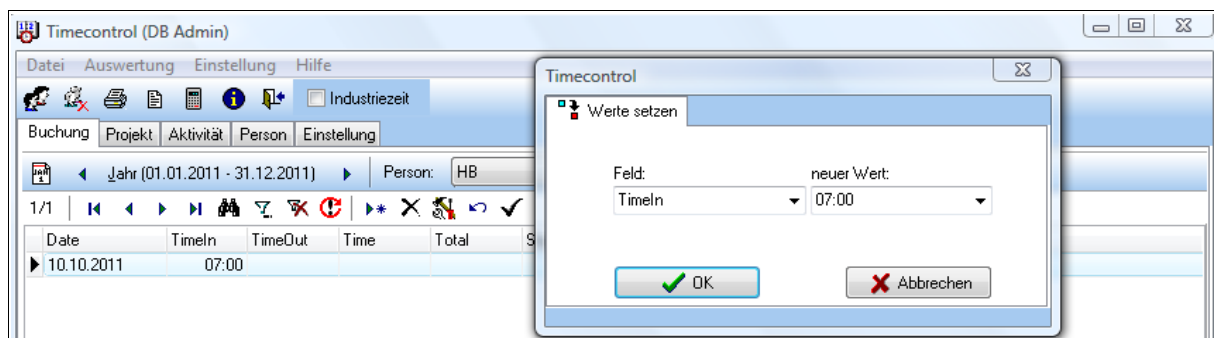 Timecontrol (DB Admin)
Datei Auswertung Einstellung Hilfe
Industriezeit
Buchung Projekt Aktivität Person Einstellung
Jahr (01.01.2011 - 31.12.2011) Person: HB
1/1
Date TimeIn TimeOut Time Total S
10.10.2011 07:00
Timecontrol
Werte setzen
Feld: neuer Wert:
TimeIn 07:00
OK Abbrechen